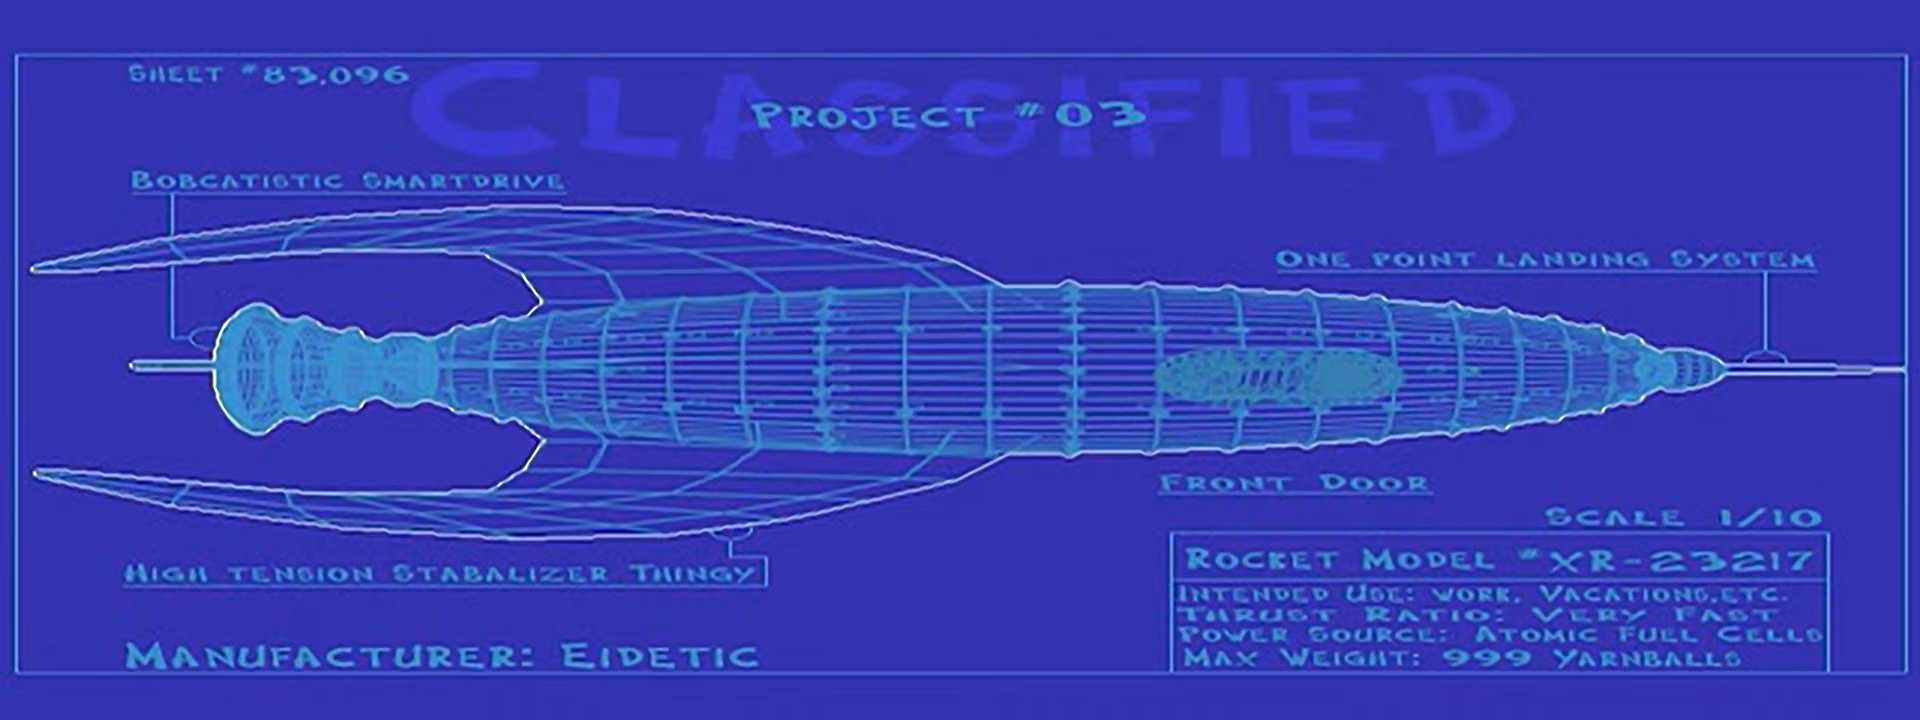 SHEET #83,096
CLASSIFIED
PROJECT #03
BOBCATISTIC SMARTDRIVE
ONE POINT LANDING SYSTEM
FRONT DOOR
SCALE 1/10
HIGH TENSION STABALIZER THINGY
ROCKET MODEL #XR-23217
INTENDED USE: WORK, VACATIONS,ETC.
THRUST RATIO: VERY FAST
POWER SOURCE: ATOMIC FUEL CELLS
MAX WEIGHT: 999 YARNBALLS
MANUFACTURER: EIDETIC